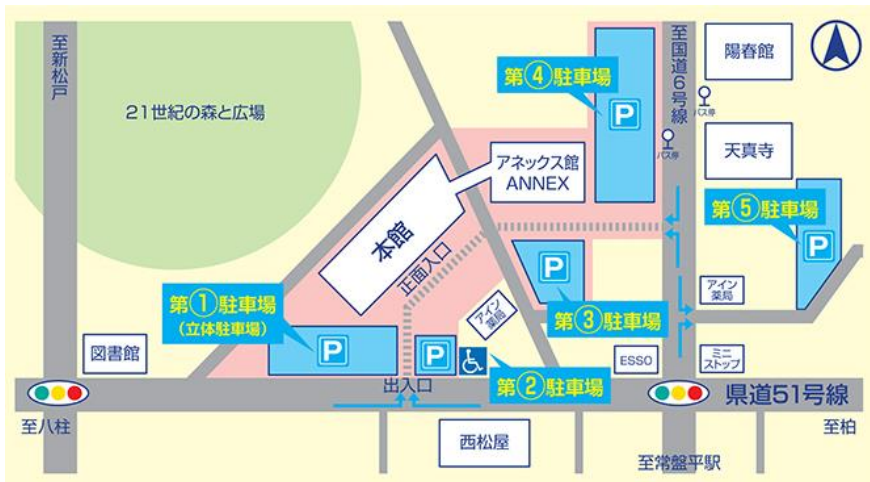 至新松戸
21世紀の森と広場
第④駐車場
P
至国道6号線
バス停
バス停
陽春館
天真寺
アネックス館
ANNEX
本館
正面入口
第⑤駐車場
P
第①駐車場
(立体駐車場)
P
P
第③駐車場
P
アイン
薬局
アイン
薬局
図書館
第②駐車場
ESSO
ミニ
ストップ
出入口
県道51号線
至八柱
西松屋
至柏
至常盤平駅